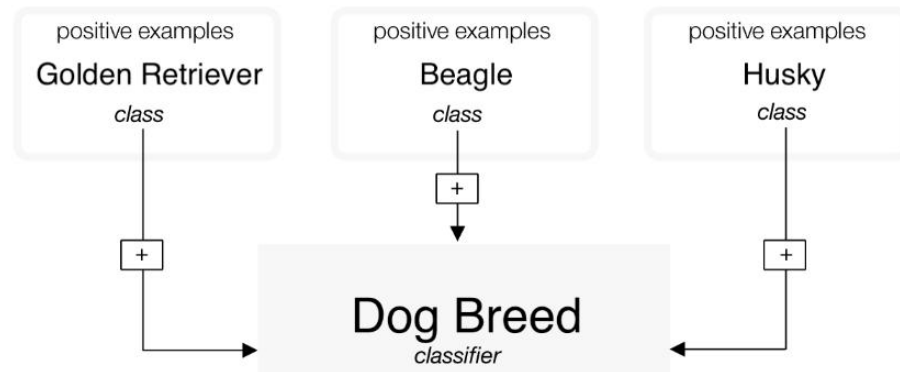 positive examples
Golden Retriever
class
positive examples
Beagle
class
positive examples
Husky
class
+
+
+
Dog Breed
classifier